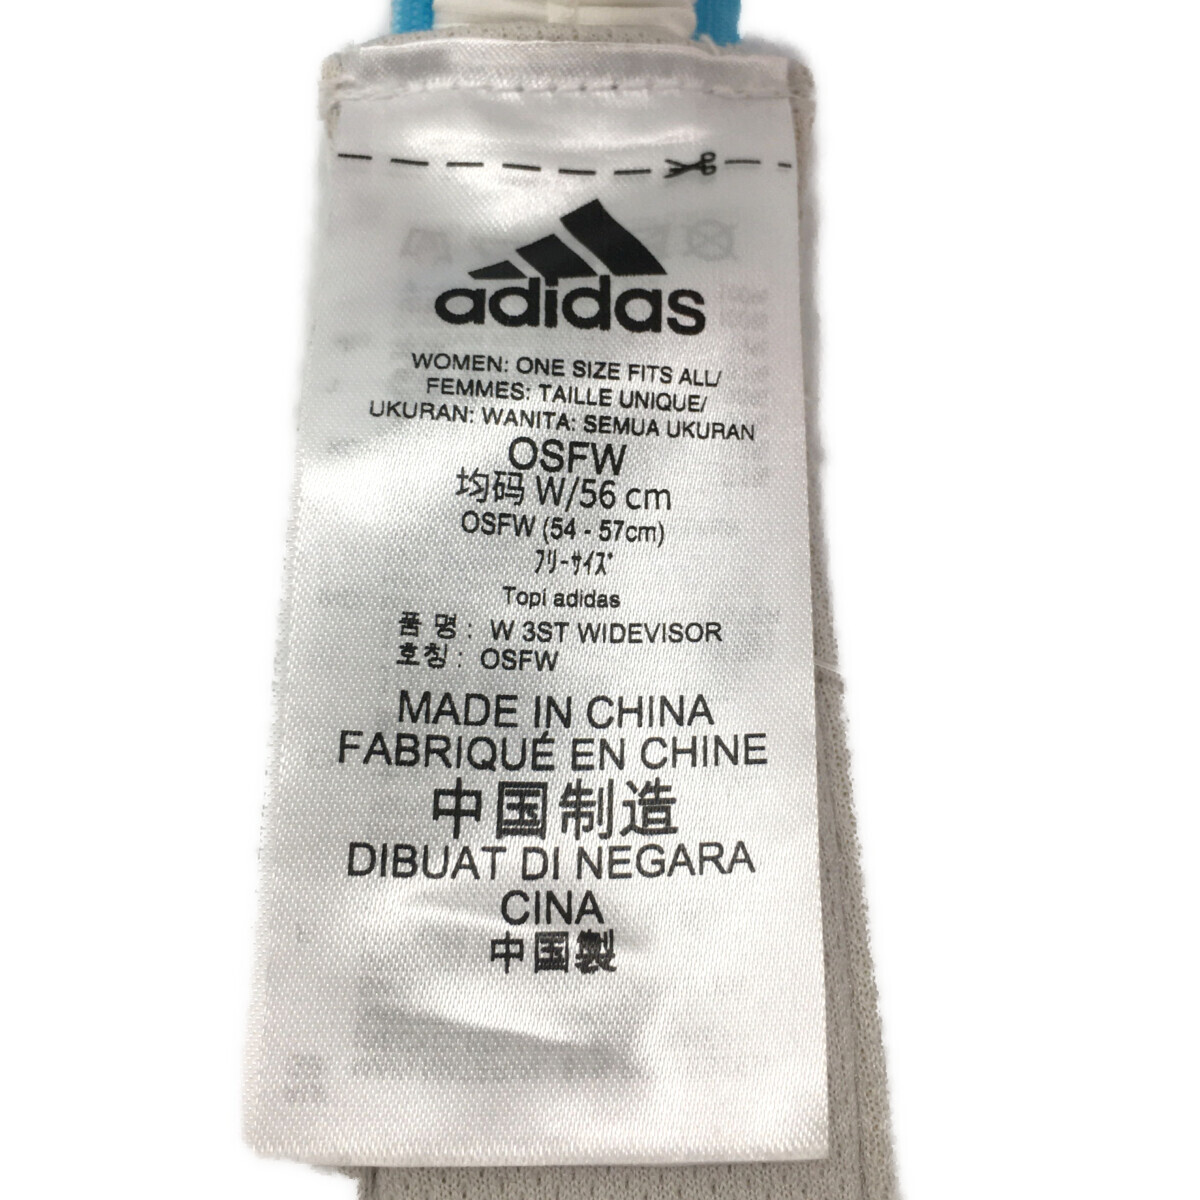 adidas
WOMEN: ONE SIZE FITS ALL/
FEMMES: TAILLE UNIQUE/
UKURAN: WANITA: SEMUA UKURAN
OSFW
均码 W/56 cm
OSFW (54 - 57cm)
ﾌﾘｰｻｲｽﾞ
Topi adidas
품 명 : W 3ST WIDEVISOR
호칭 : OSFW
MADE IN CHINA
FABRIQUÉ EN CHINE
中国制造
DIBUAT DI NEGARA
CINA
中国製